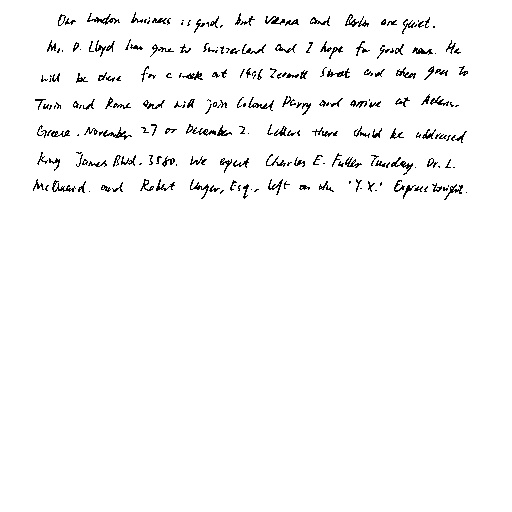 Our London business is good, but Vienna and Berlin are quiet.
Mr. D. Lloyd has gone to Switzerland and I hope for good news. He
will be there for a week at 1496 Zermott Street and then goes to
Turin and Rome and will join Colonel Parry and arrive at Athens,
Greece, November 27 or December 2. Letters there should be addressed
King James Blvd. 3580. We expect Charles E. Fuller Tuesday. Dr. L.
McQuaid and Robert Unger, Esq., left on the "Y.X." Express tonight.